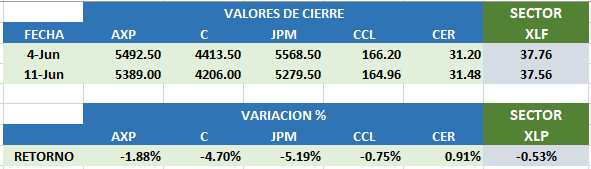 VALORES DE CIERRE SECTOR
FECHA AXP C JPM CCL CER XLF
4-Jun 5492.50 4413.50 5568.50 166.20 31.20 37.76
11-Jun 5389.00 4206.00 5279.50 164.96 31.48 37.56
VARIACION % SECTOR
AXP C JPM CCL CER XLP
RETORNO -1.88% -4.70% -5.19% -0.75% 0.91% -0.53%